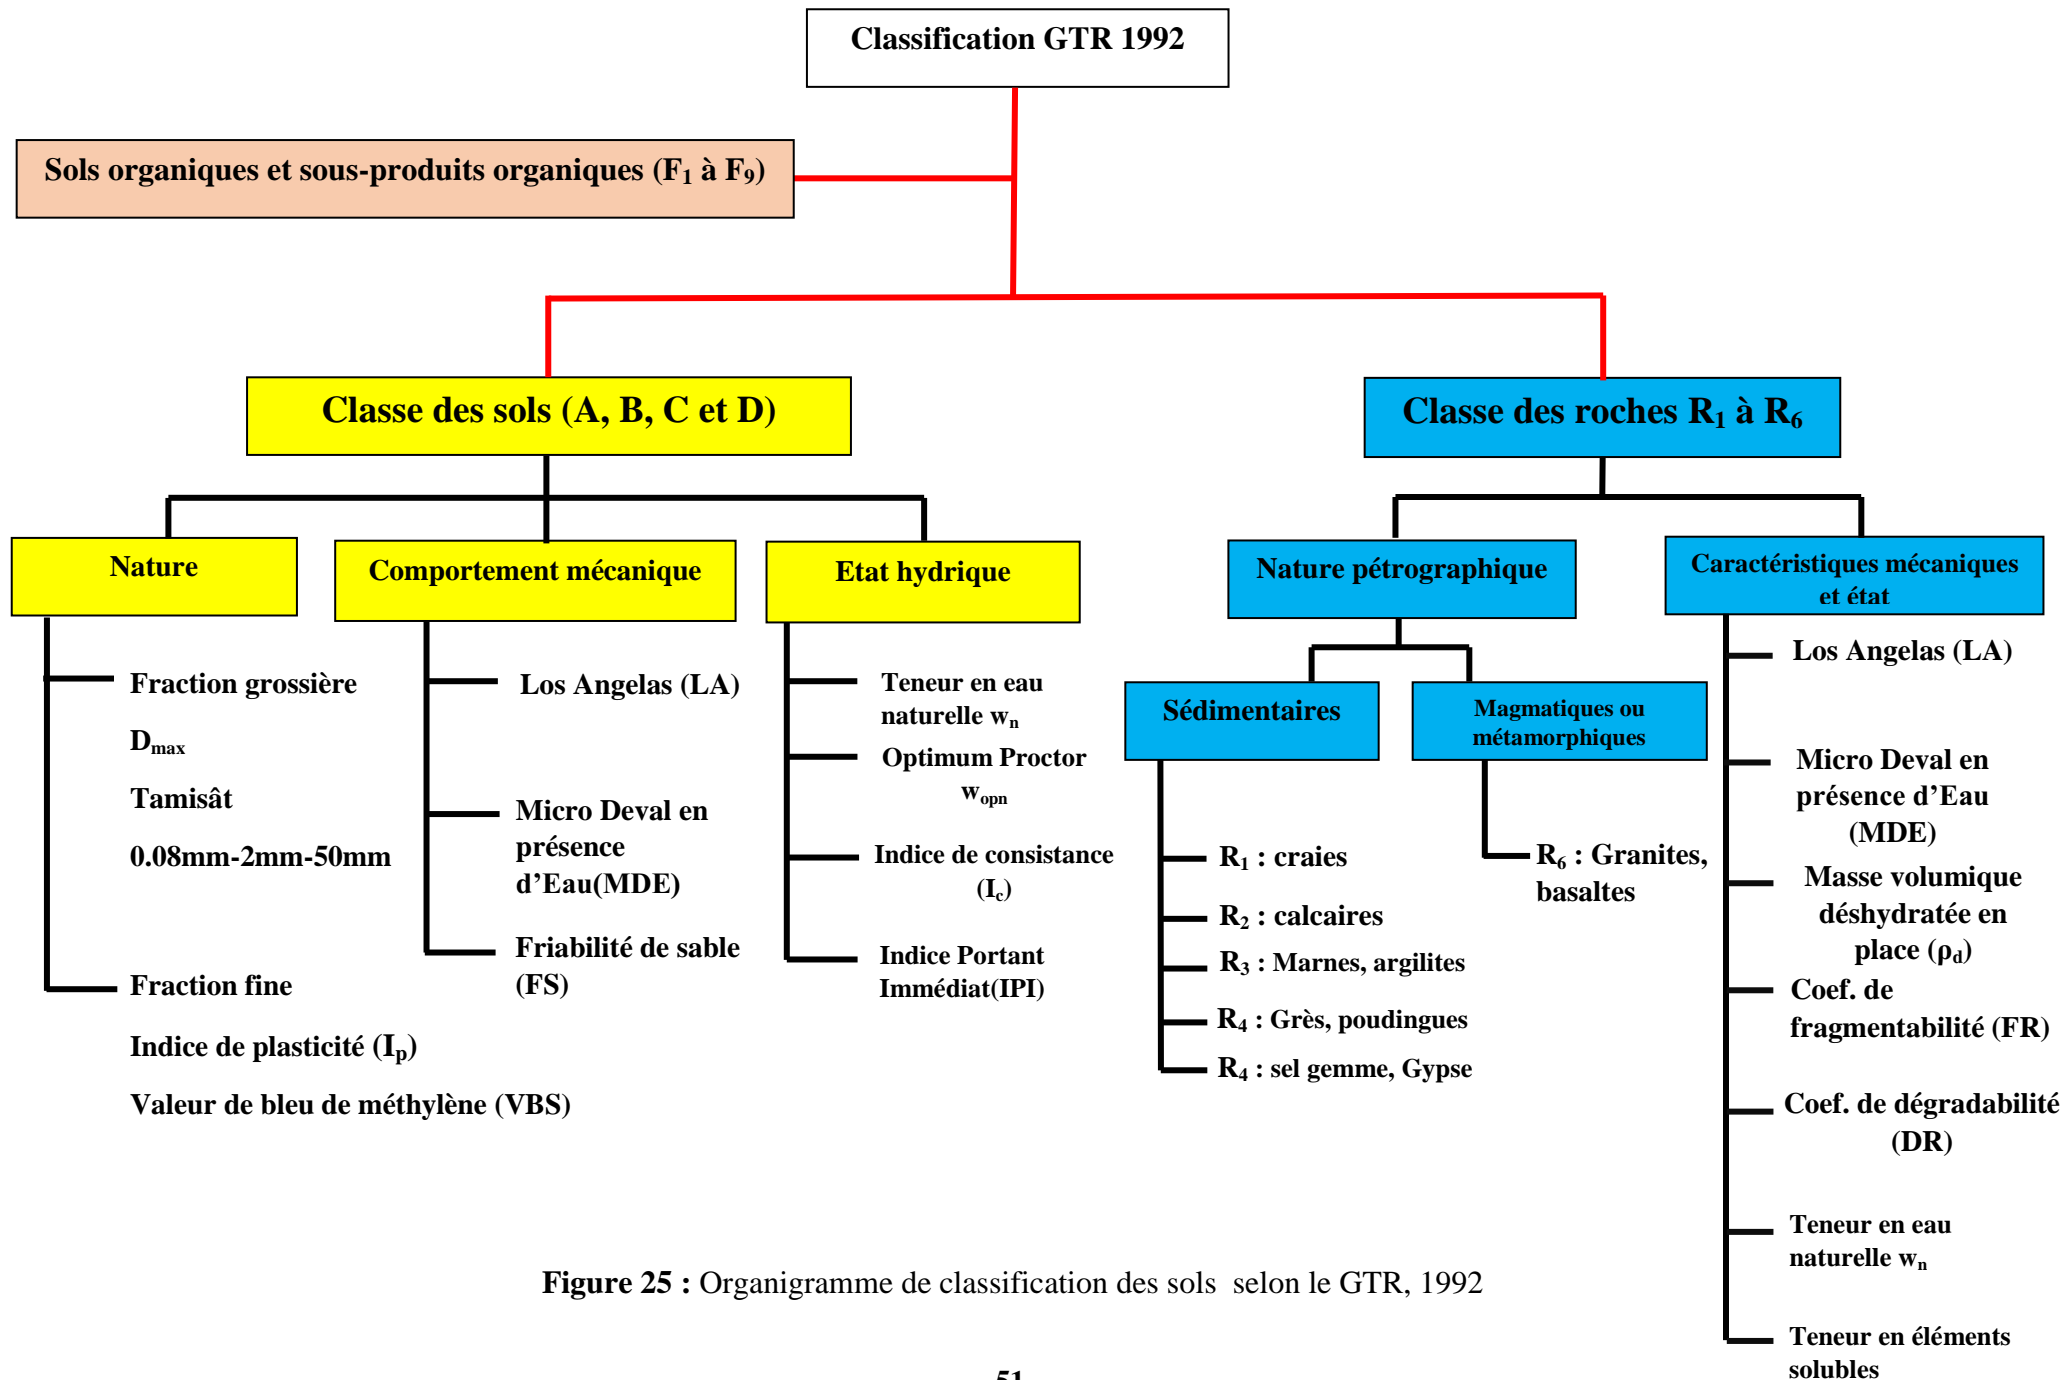 Classification GTR 1992
Sols organiques et sous-produits organiques (F₁ à F₉)
Classe des sols (A, B, C et D)
Classe des roches R₁ à R₆
Nature
Comportement mécanique
Etat hydrique
Nature pétrographique
Caractéristiques mécaniques
et état
Fraction grossière
Dₘₐₓ
Tamisât
0.08mm-2mm-50mm
Fraction fine
Indice de plasticité (Iₚ)
Valeur de bleu de méthylène (VBS)
Los Angelas (LA)
Micro Deval en
présence
d’Eau(MDE)
Friabilité de sable
(FS)
Teneur en eau
naturelle wₙ
Optimum Proctor
wₒₚₙ
Indice de consistance
(I꜀)
Indice Portant
Immédiat(IPI)
Sédimentaires
Magmatiques ou
métamorphiques
R₁ : craies
R₂ : calcaires
R₃ : Marnes, argilites
R₄ : Grès, poudingues
R₄ : sel gemme, Gypse
R₆ : Granites,
basaltes
Los Angelas (LA)
Micro Deval en
présence d’Eau
(MDE)
Masse volumique
déshydratée en
place (ρd)
Coef. de
fragmentabilité (FR)
Coef. de dégradabilité
(DR)
Teneur en eau
naturelle wₙ
Teneur en éléments
solubles
Figure 25 : Organigramme de classification des sols  selon le GTR, 1992
51